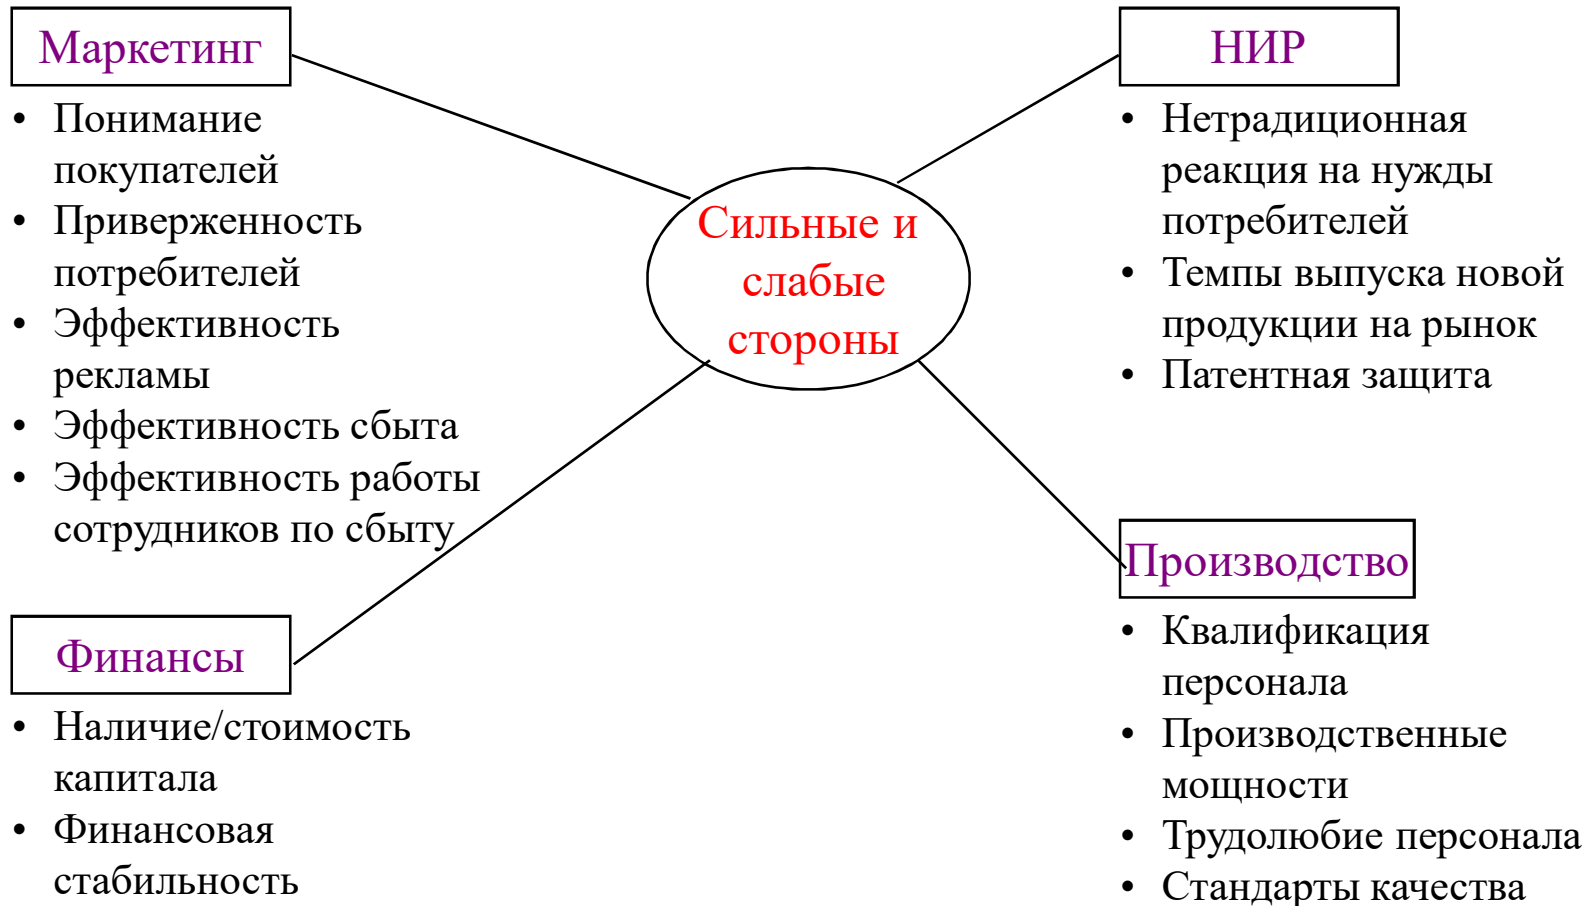 Маркетинг
• Понимание
покупателей
• Приверженность
потребителей
• Эффективность
рекламы
• Эффективность сбыта
• Эффективность работы
сотрудников по сбыту
Сильные и
слабые
стороны
НИР
• Нетрадиционная
реакция на нужды
потребителей
• Темпы выпуска новой
продукции на рынок
• Патентная защита
Финансы
• Наличие/стоимость
капитала
• Финансовая
стабильность
Производство
• Квалификация
персонала
• Производственные
мощности
• Трудолюбие персонала
• Стандарты качества